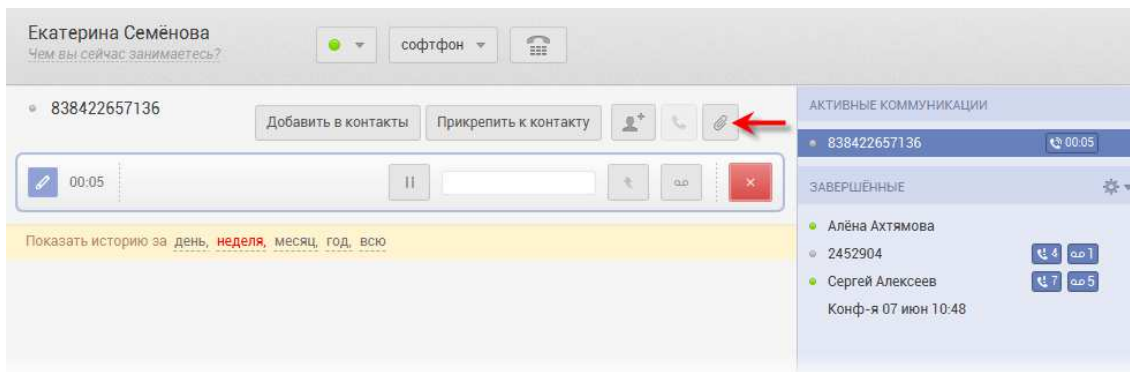 Екатерина Семёнова
Чем вы сейчас занимаетесь?
софтфон
838422657136
Добавить в контакты
Прикрепить к контакту
00:05
Показать историю за день, неделя, месяц, год, всю
АКТИВНЫЕ КОММУНИКАЦИИ
838422657136 00:05
ЗАВЕРШЁННЫЕ
Алёна Ахтямова
2452904 4 1
Сергей Алексеев 7 5
Конф-я 07 июн 10:48